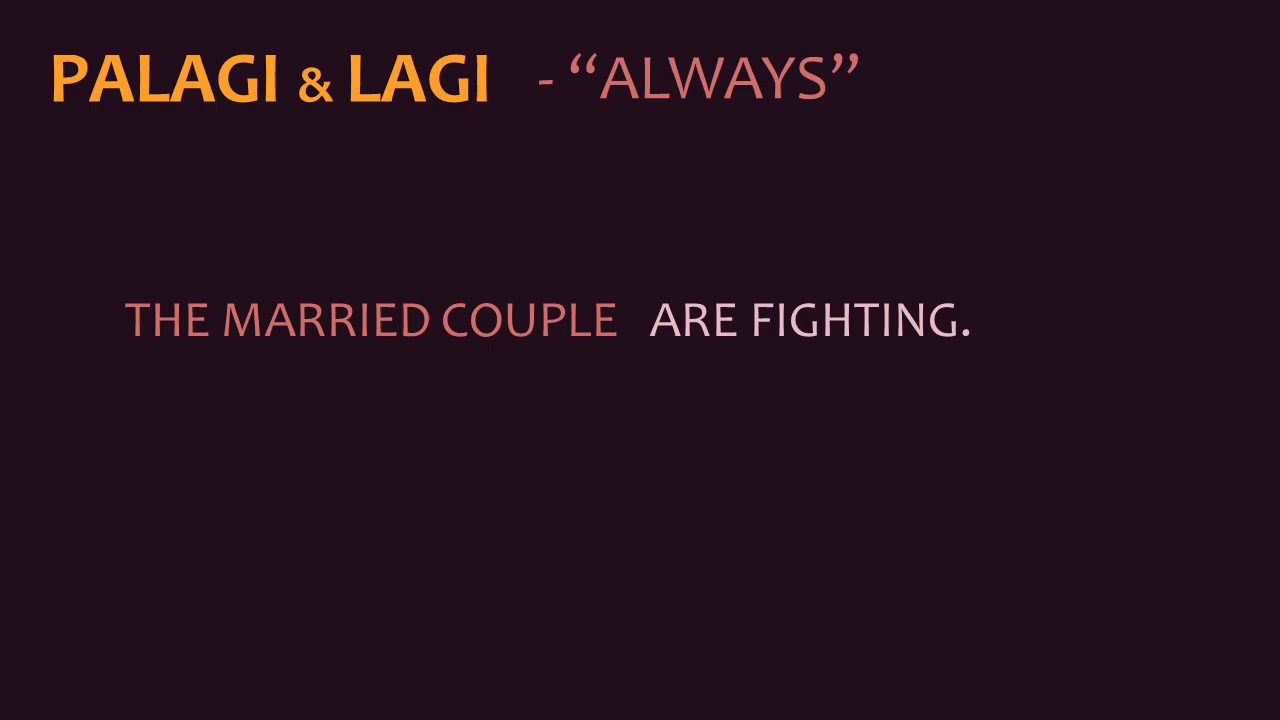 PALAGI & LAGI - “ALWAYS”
THE MARRIED COUPLE ARE FIGHTING.